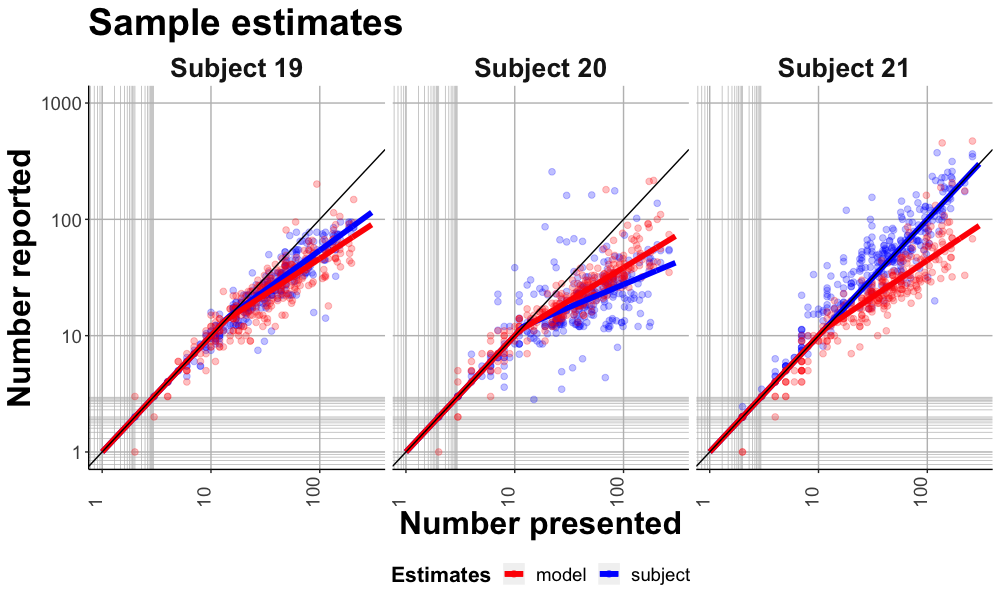 Sample estimates
Subject 19 Subject 20 Subject 21
Number reported
1000
100
10
1
1 10 100 1 10 100 1 10 100
Number presented
Estimates model subject